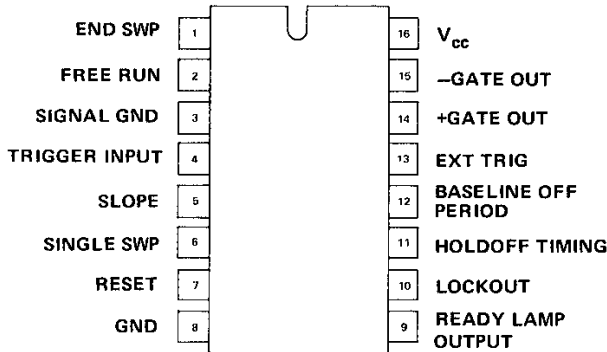 END SWP 1
FREE RUN 2
SIGNAL GND 3
TRIGGER INPUT 4
SLOPE 5
SINGLE SWP 6
RESET 7
GND 8
16 Vcc
15 –GATE OUT
14 +GATE OUT
13 EXT TRIG
12 BASELINE OFF
PERIOD
11 HOLDOFF TIMING
10 LOCKOUT
9 READY LAMP
OUTPUT